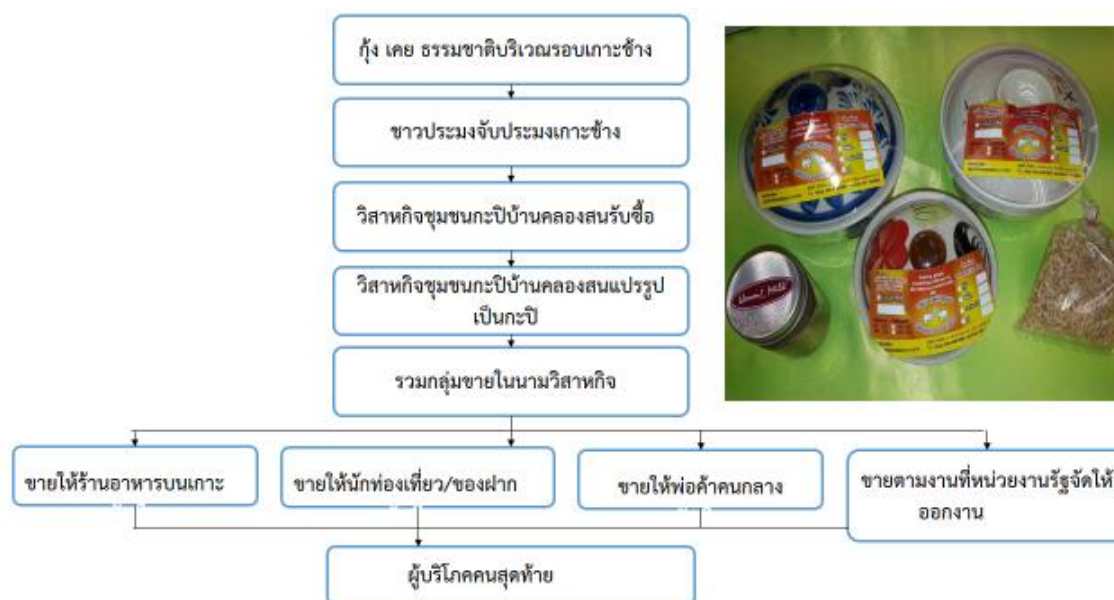 กุ้ง เคย ธรรมชาติบริเวณรอบเกาะช้าง
ชาวประมงจับประมงเกาะช้าง
วิสาหกิจชุมชนกะปิบ้านคลองสนรับซื้อ
วิสาหกิจชุมชนกะปิบ้านคลองสนแปรรูป
เป็นกะปิ
รวมกลุ่มขายในนามวิสาหกิจ
ขายให้ร้านอาหารบนเกาะ
ขายให้นักท่องเที่ยว/ของฝาก
ขายให้พ่อค้าคนกลาง
ขายตามงานที่หน่วยงานรัฐจัดให้
ออกงาน
ผู้บริโภคคนสุดท้าย